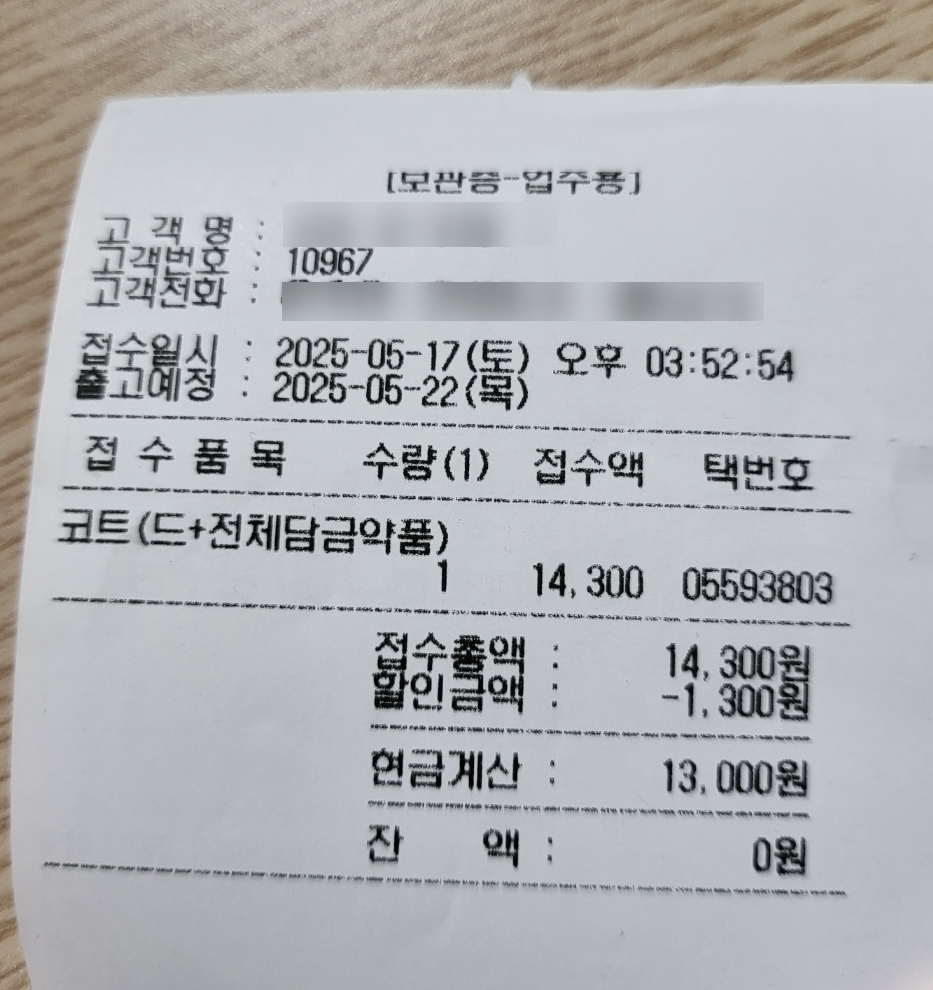 [보관증-업주용]
고 객 명 :
고객번호 : 10967
고객전화 :
접수일시 : 2025-05-17(토) 오후 03:52:54
출고예정 : 2025-05-22(목)
접 수 품 목 수량(1) 접수액 택번호
코트(드+전체담금약품)
1 14,300 05593803
접수총액 : 14,300원
할인금액 : -1,300원
현금계산 : 13,000원
잔 액 : 0원